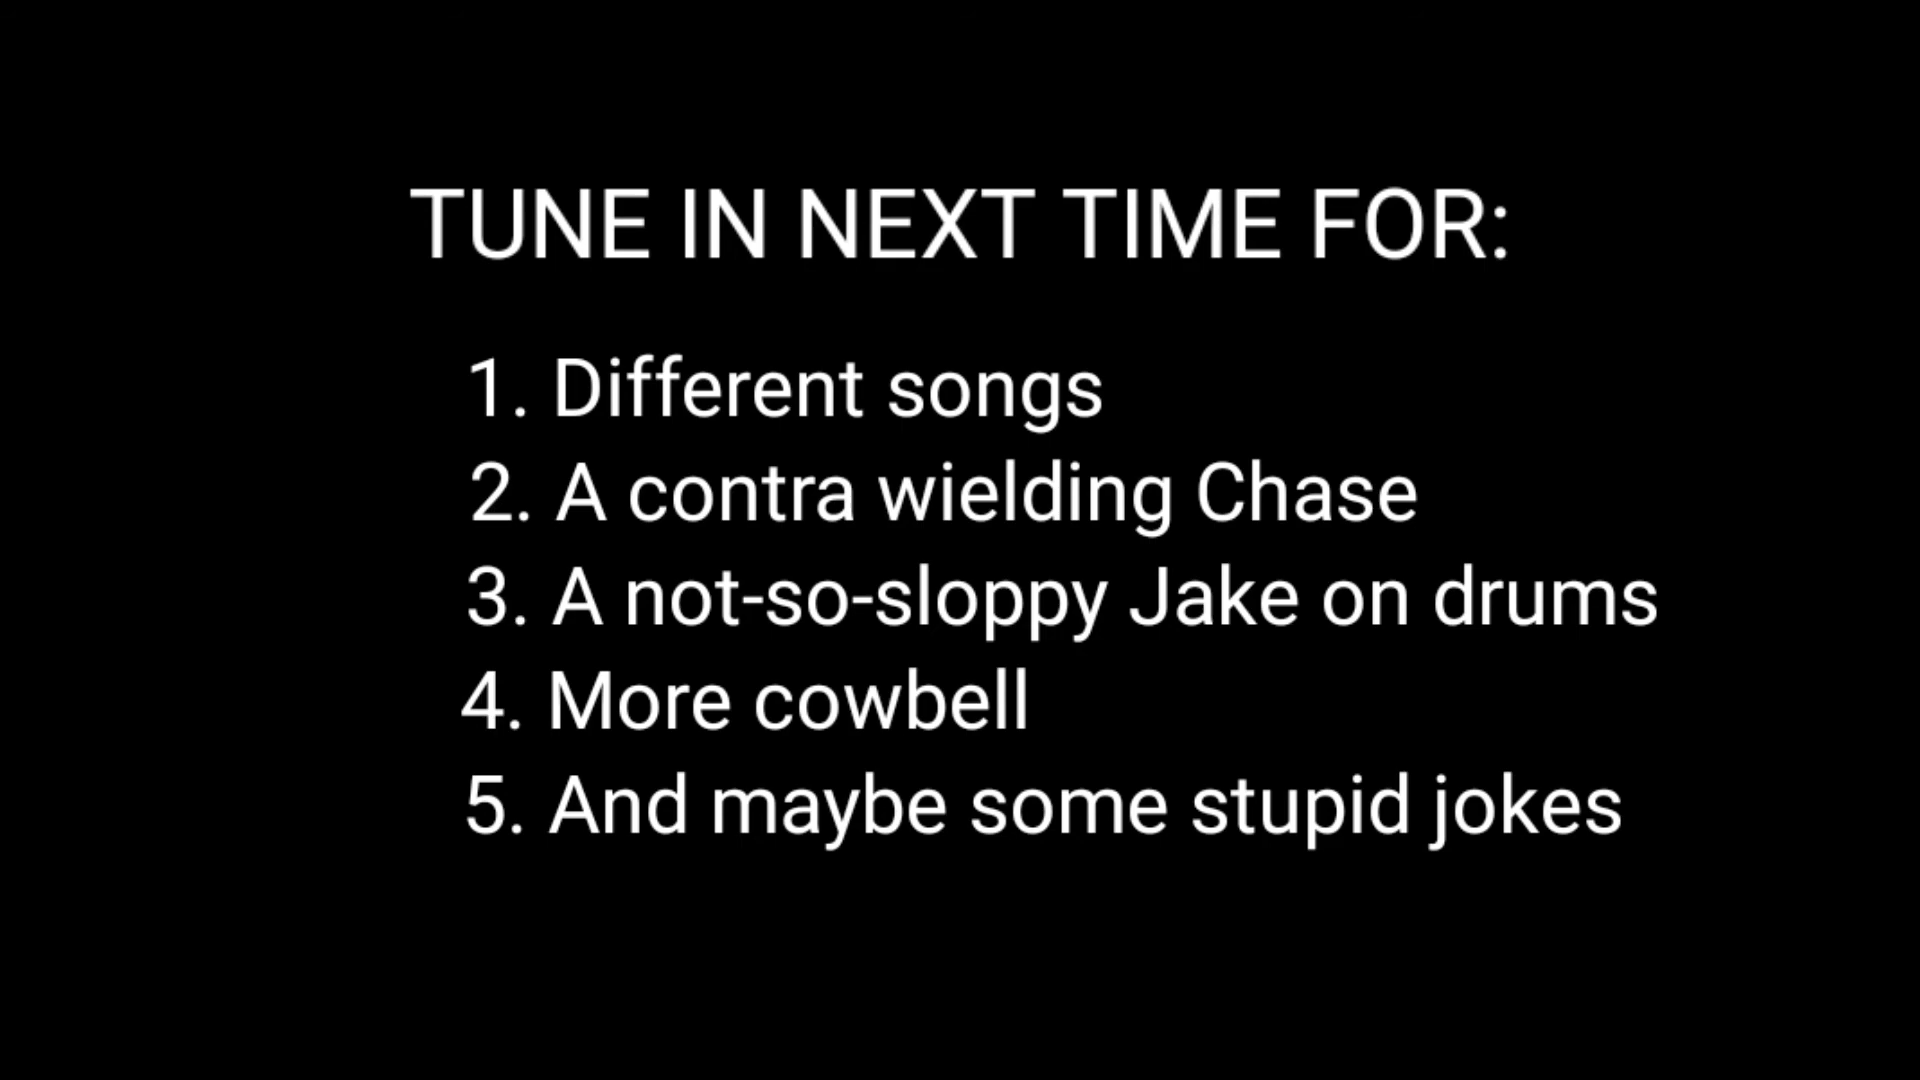 TUNE IN NEXT TIME FOR:
1. Different songs
2. A contra wielding Chase
3. A not-so-sloppy Jake on drums
4. More cowbell
5. And maybe some stupid jokes